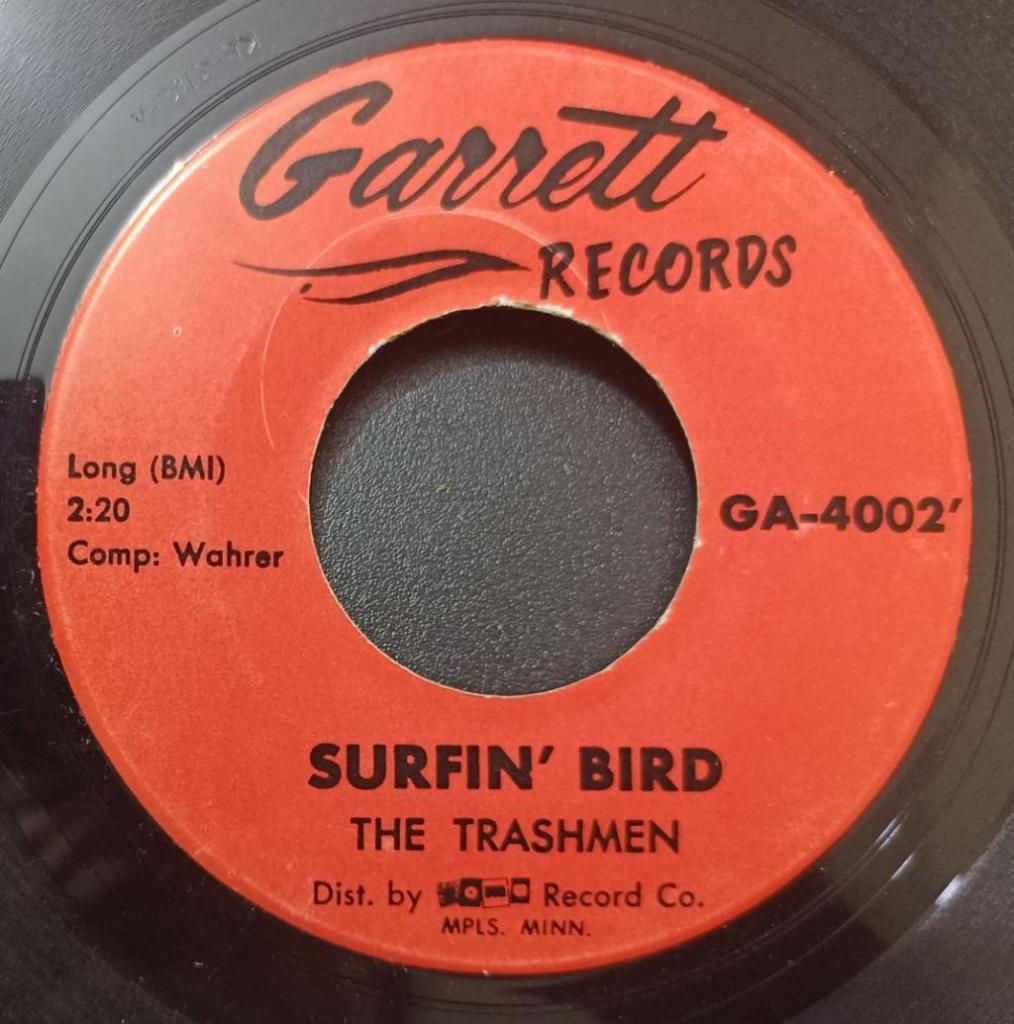 Garrett
RECORDS
Long (BMI)
2:20
Comp: Wahrer
GA-4002'
SURFIN' BIRD
THE TRASHMEN
Dist. by Record Co.
MPLS. MINN.